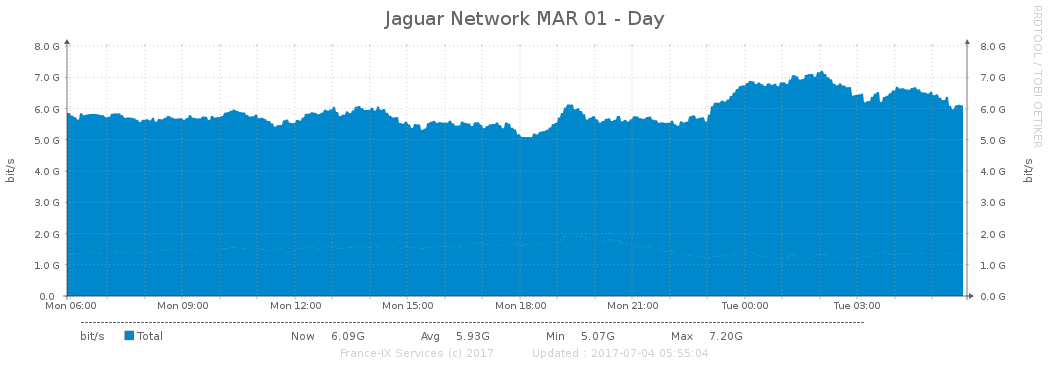 Jaguar Network MAR 01 - Day
RRDTOOL / TOBI OETIKER
8.0 G 8.0 G
7.0 G 7.0 G
6.0 G 6.0 G
5.0 G 5.0 G
4.0 G 4.0 G
3.0 G 3.0 G
2.0 G 2.0 G
1.0 G 1.0 G
0.0 0.0 G
bit/s
bit/s
Mon 06:00 Mon 09:00 Mon 12:00 Mon 15:00 Mon 18:00 Mon 21:00 Tue 00:00 Tue 03:00
bit/s Total Now 6.09G Avg 5.93G Min 5.07G Max 7.20G
France-IX Services (c) 2017 Updated : 2017-07-04 05:55:04